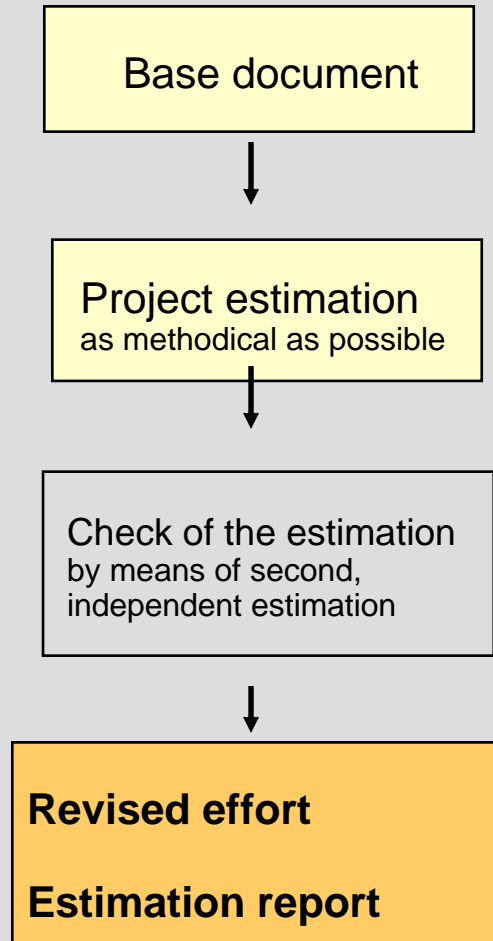 Base document
Project estimation
as methodical as possible
Check of the estimation
by means of second,
independent estimation
Revised effort
Estimation report